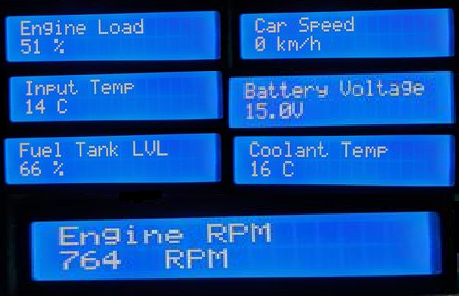 Engine Load
51 %
Car Speed
0 km/h
Input Temp
14 C
Battery Voltage
15.0V
Fuel Tank LVL
66 %
Coolant Temp
16 C
Engine RPM
764 RPM